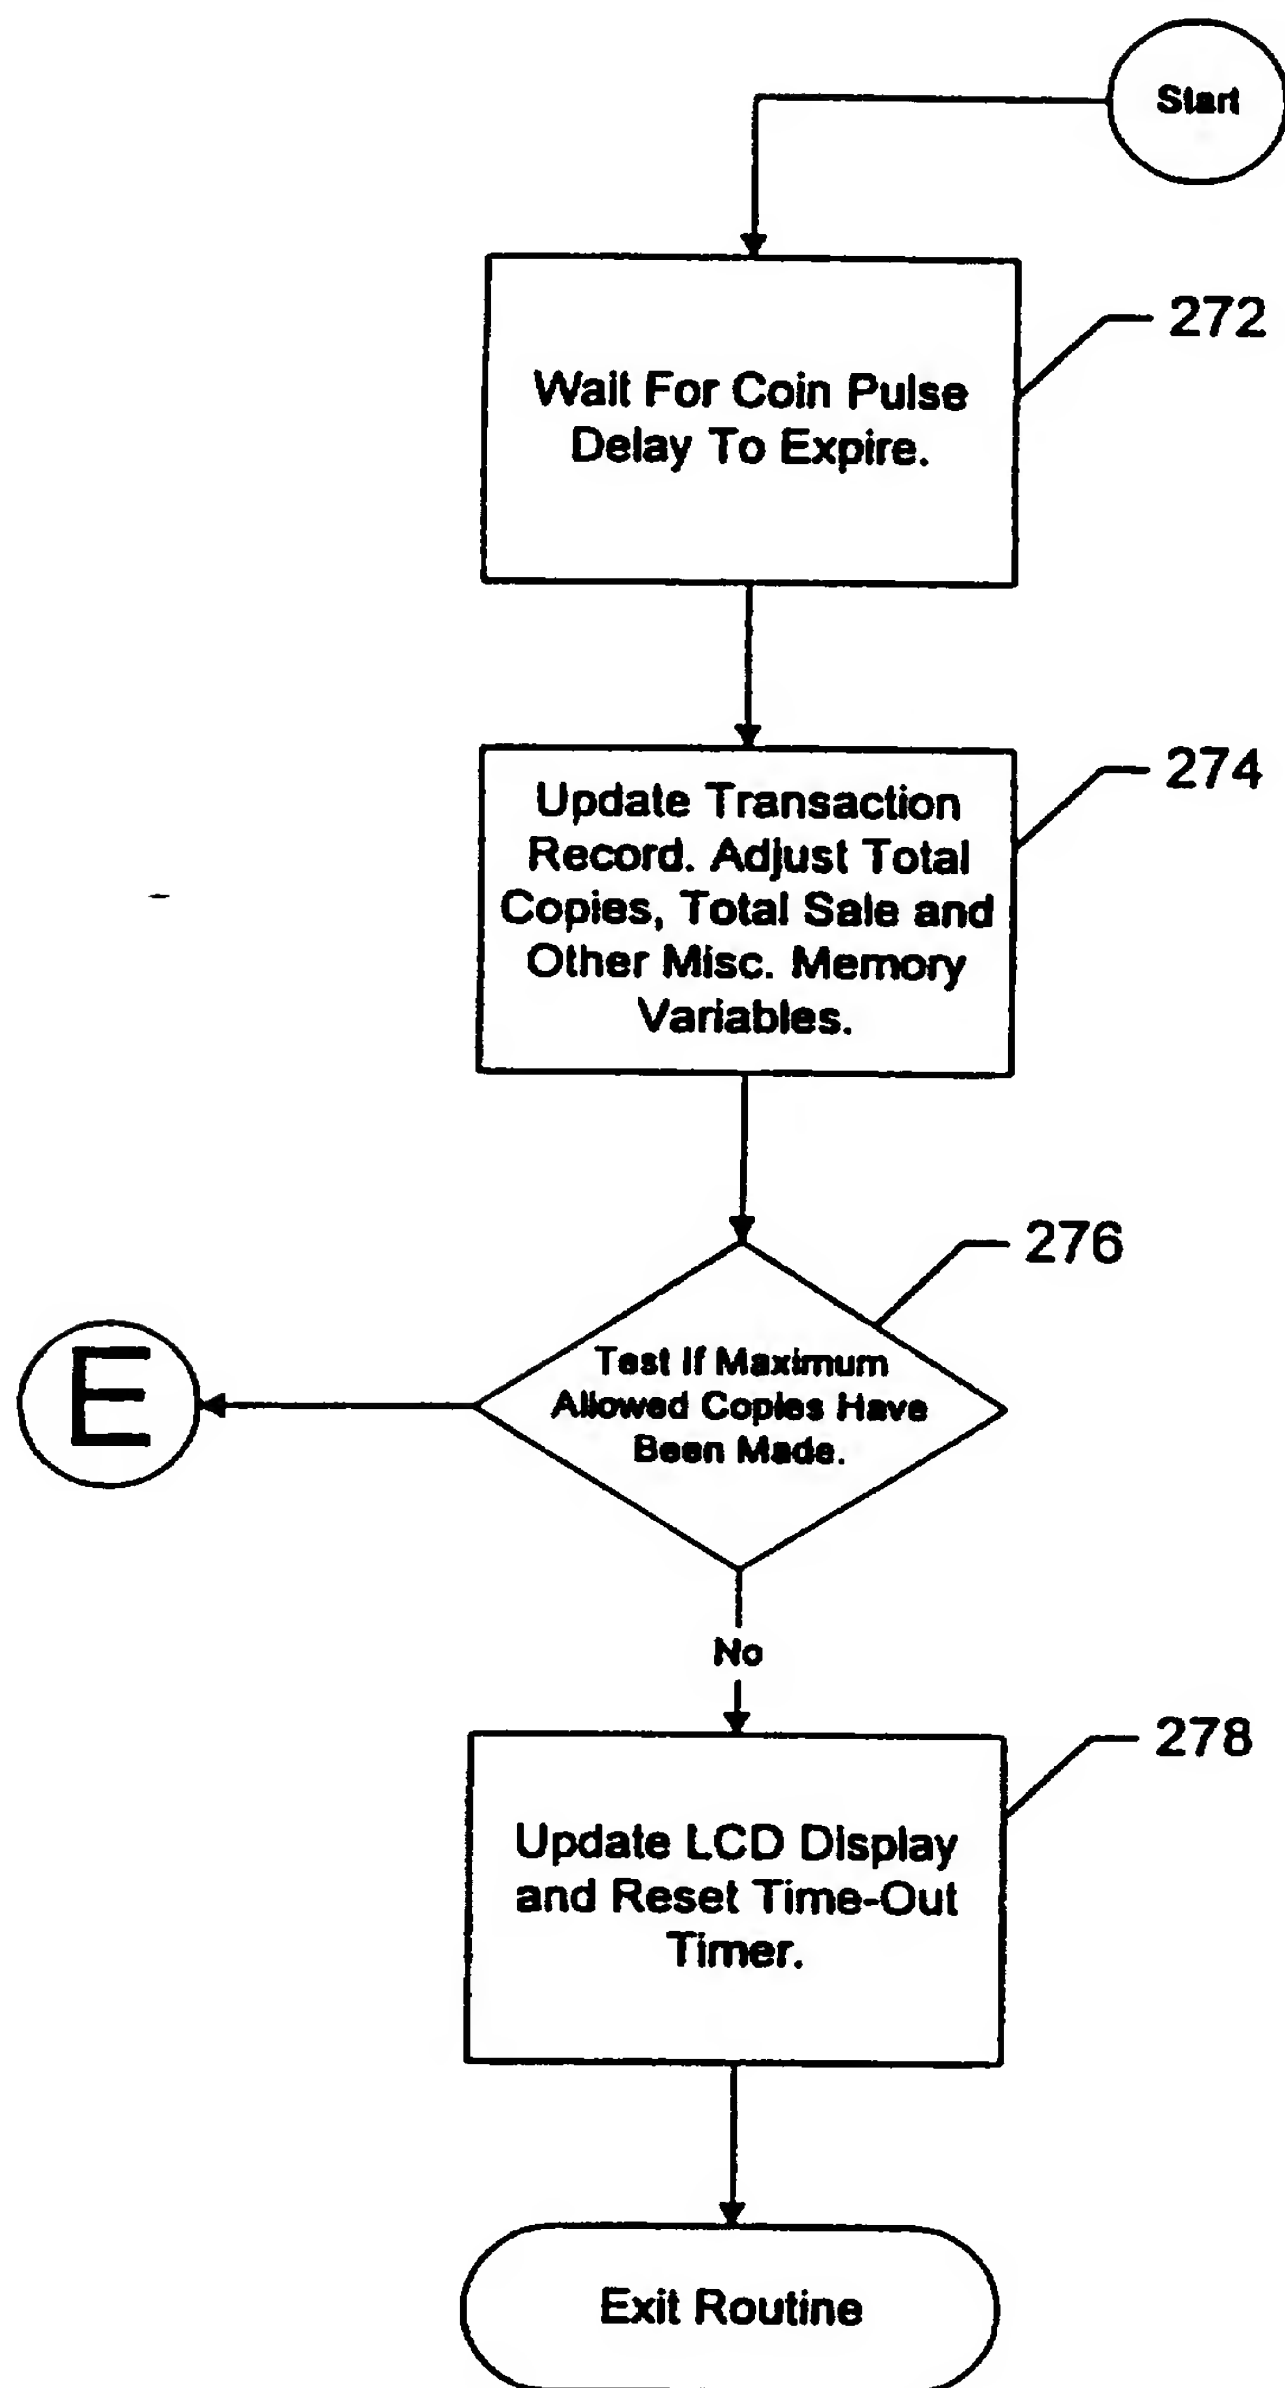 Start
272
Wait For Coin Pulse
Delay To Expire.
274
Update Transaction
Record. Adjust Total
Copies, Total Sale and
Other Misc. Memory
Variables.
276
Test If Maximum
Allowed Copies Have
Been Made.
E
No
278
Update LCD Display
and Reset Time-Out
Timer.
Exit Routine